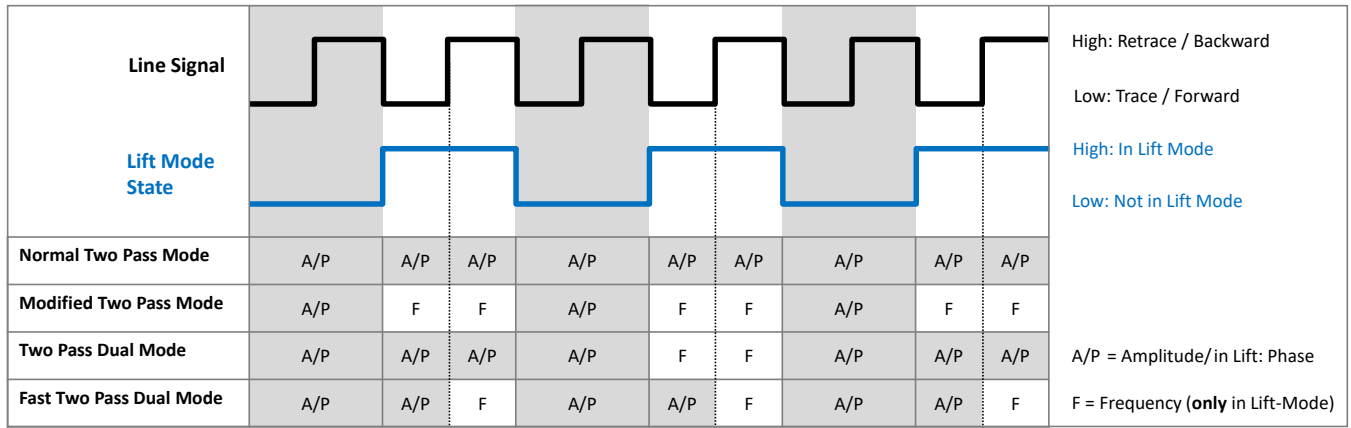 Line Signal
High: Retrace / Backward
Low: Trace / Forward
Lift Mode
State
High: In Lift Mode
Low: Not in Lift Mode
Normal Two Pass Mode A/P A/P A/P A/P A/P A/P A/P A/P A/P
Modified Two Pass Mode A/P F F A/P F F A/P F F
Two Pass Dual Mode A/P A/P A/P A/P F F A/P A/P A/P
A/P = Amplitude/in Lift: Phase
Fast Two Pass Dual Mode A/P A/P F A/P A/P F A/P A/P F
F = Frequency (only in Lift-Mode)